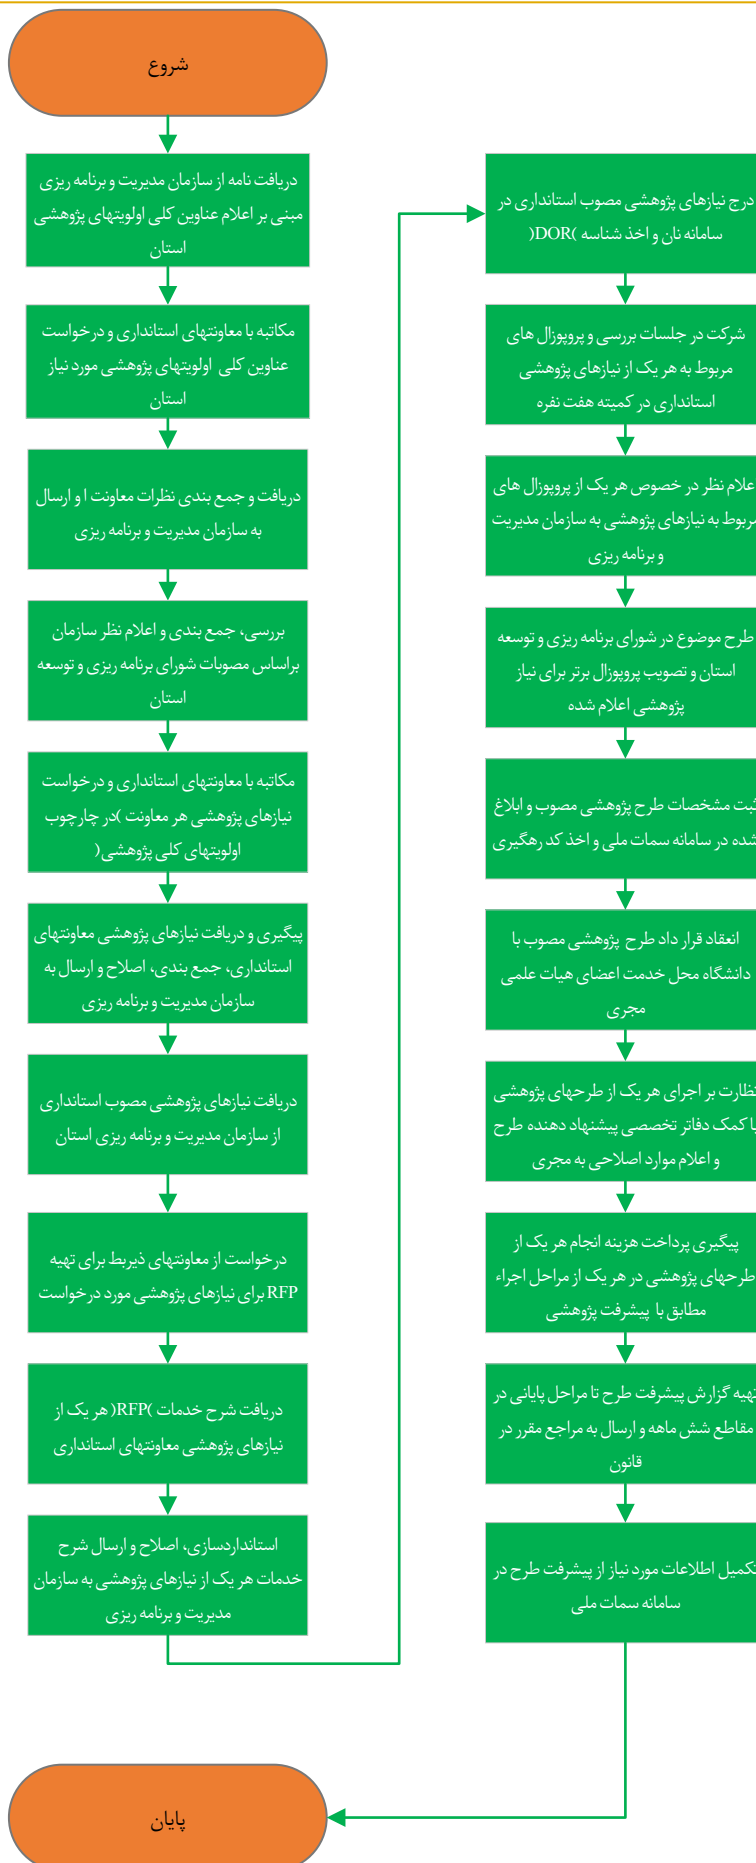 شروع
دریافت نامه از سازمان مدیریت و برنامه ریزی
مبنی بر اعلام عناوین کلی اولویتهای پژوهشی
استان
مکاتبه با معاونتهای استانداری و درخواست
عناوین کلی اولویتهای پژوهشی مورد نیاز
استان
دریافت و جمع بندی نظرات معاونت ا و ارسال
به سازمان مدیریت و برنامه ریزی
بررسی، جمع بندی و اعلام نظر سازمان
براساس مصوبات شورای برنامه ریزی و توسعه
استان
مکاتبه با معاونتهای استانداری و درخواست
نیازهای پژوهشی هر معاونت )در چارچوب
اولویتهای کلی پژوهشی(
پیگیری و دریافت نیازهای پژوهشی معاونتهای
استانداری، جمع بندی، اصلاح و ارسال به
سازمان مدیریت و برنامه ریزی
دریافت نیازهای پژوهشی مصوب استانداری
از سازمان مدیریت و برنامه ریزی استان
درخواست از معاونتهای ذیربط برای تهیه
RFP برای نیازهای پژوهشی مورد درخواست
دریافت شرح خدمات )RFP( هر یک از
نیازهای پژوهشی معاونتهای استانداری
استانداردسازی، اصلاح و ارسال شرح
خدمات هر یک از نیازهای پژوهشی به سازمان
مدیریت و برنامه ریزی
درج نیازهای پژوهشی مصوب استانداری در
سامانه نان و اخذ شناسه )DOR(
شرکت در جلسات بررسی و پروپوزال های
مربوط به هر یک از نیازهای پژوهشی
استانداری در کمیته هفت نفره
اعلام نظر در خصوص هر یک از پروپوزال های
مربوط به نیازهای پژوهشی به سازمان مدیریت
و برنامه ریزی
طرح موضوع در شورای برنامه ریزی و توسعه
استان و تصویب پروپوزال برتر برای نیاز
پژوهشی اعلام شده
ثبت مشخصات طرح پژوهشی مصوب و ابلاغ
شده در سامانه سمات ملی و اخذ کد رهگیری
انعقاد قرار داد طرح پژوهشی مصوب با
دانشگاه محل خدمت اعضای هیات علمی
مجری
نظارت بر اجرای هر یک از طرحهای پژوهشی
با کمک دفاتر تخصصی پیشنهاد دهنده طرح
و اعلام موارد اصلاحی به مجری
پیگیری پرداخت هزینه انجام هر یک از
طرحهای پژوهشی در هر یک از مراحل اجراء
مطابق با پیشرفت پژوهشی
تهیه گزارش پیشرفت طرح تا مراحل پایانی در
مقاطع شش ماهه و ارسال به مراجع مقرر در
قانون
تکمیل اطلاعات مورد نیاز از پیشرفت طرح در
سامانه سمات ملی
پایان